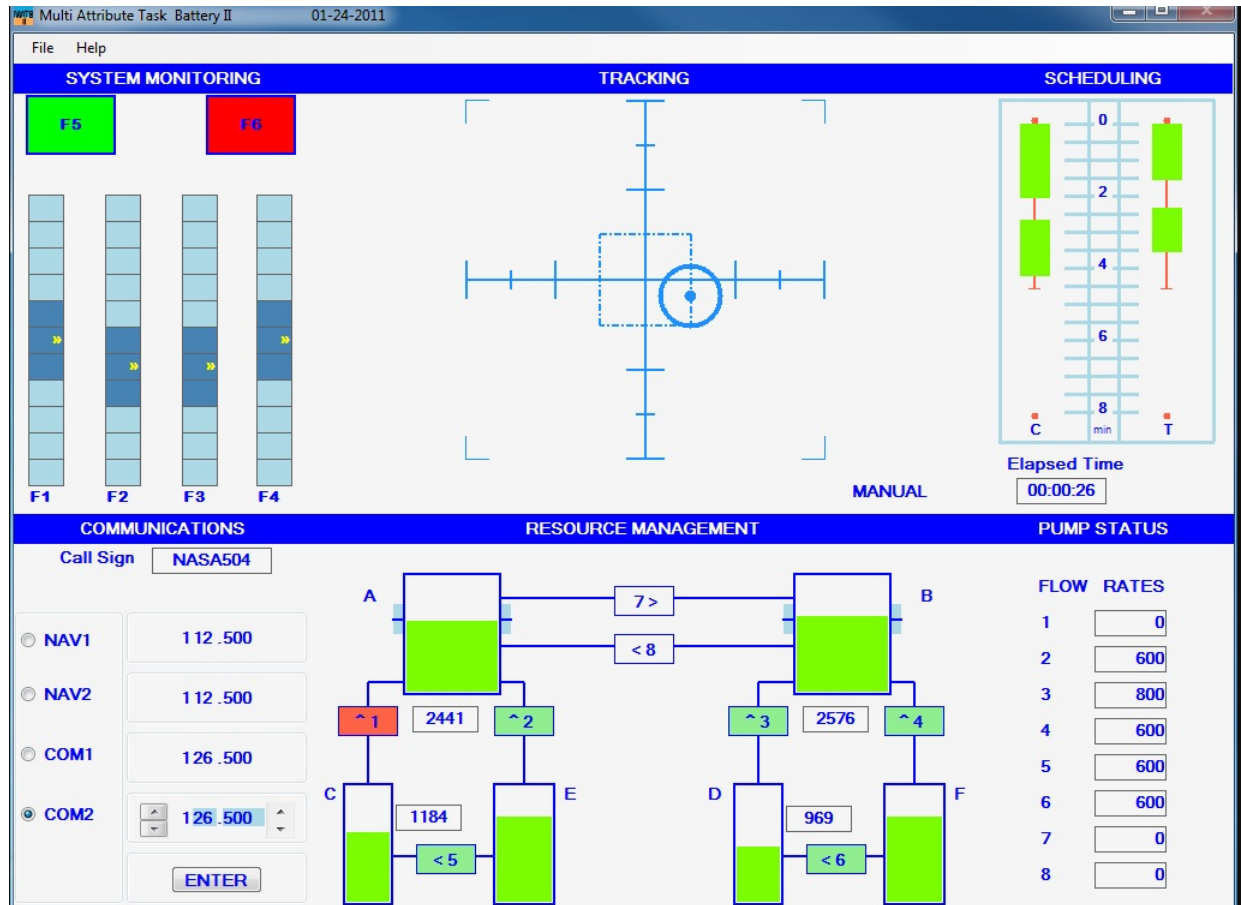 Multi Attribute Task Battery II 01-24-2011
File Help
SYSTEM MONITORING TRACKING SCHEDULING
F5 F6
0
2
4
6
8
C min T
F1 F2 F3 F4
MANUAL
Elapsed Time
00:00:26
COMMUNICATIONS RESOURCE MANAGEMENT PUMP STATUS
Call Sign NASA504
NAV1 112.500
NAV2 112.500
COM1 126.500
COM2 126.500
ENTER
A 7 > B
< 8
^ 1 2441 ^ 2 ^ 3 2576 ^ 4
C 1184 E D 969 F
< 5 < 6
FLOW RATES
1 0
2 600
3 800
4 600
5 600
6 600
7 0
8 0